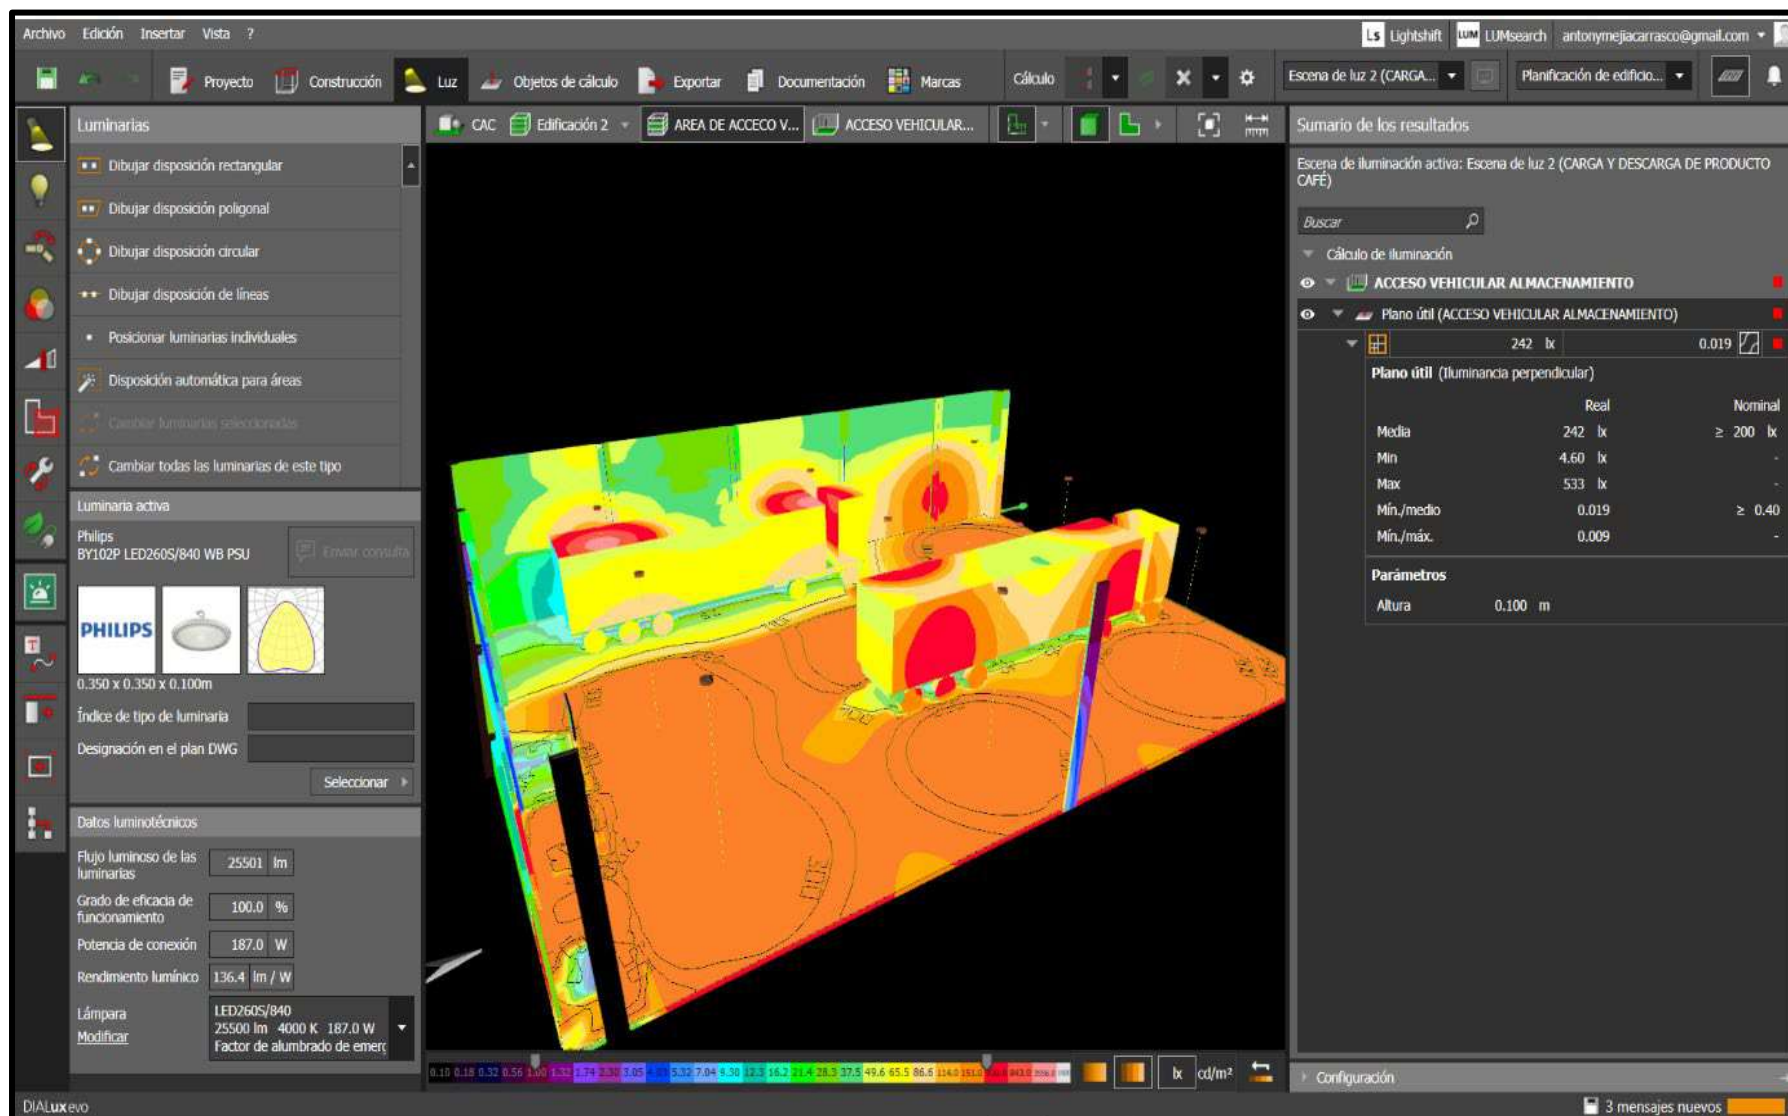 Archivo Edición Insertar Vista ?
Ls Lightshift LUM LUMsearch antonymejiacarrasco@gmail.com
Proyecto Construcción Luz Objetos de cálculo Exportar Documentación Marcas Cálculo Escena de luz 2 (CARGA... Planificación de edificio...
Luminarias
Dibujar disposición rectangular
Dibujar disposición poligonal
Dibujar disposición circular
Dibujar disposición de líneas
Posicionar luminarias individuales
Disposición automática para áreas
Cambiar luminarias seleccionadas
Cambiar todas las luminarias de este tipo
Luminaria activa
Philips
BY102P LED260S/840 WB PSU
Enviar consulta
PHILIPS
0.350 x 0.350 x 0.100m
Índice de tipo de luminaria
Designación en el plan DWG
Seleccionar
Datos luminotécnicos
Flujo luminoso de las
luminarias
25501 lm
Grado de eficacia de
funcionamiento
100.0 %
Potencia de conexión 187.0 W
Rendimiento lumínico 136.4 lm / W
Lámpara
Modificar
LED260S/840
25500 lm 4000 K 187.0 W
Factor de alumbrado de emerg
CAC Edificación 2 AREA DE ACCECO V... ACCESO VEHICULAR...
0.10 0.18 0.32 0.56 1.00 1.32 1.74 2.30 3.05 5.32 7.04 9.30 12.3 16.2 21.4 28.3 37.5 49.6 65.5 86.6 114.0 151.0
lx cd/m²
Sumario de los resultados
Escena de iluminación activa: Escena de luz 2 (CARGA Y DESCARGA DE PRODUCTO
CAFÉ)
Buscar
Cálculo de iluminación
ACCESO VEHICULAR ALMACENAMIENTO
Plano útil (ACCESO VEHICULAR ALMACENAMIENTO)
242 lx 0.019
Plano útil (Iluminancia perpendicular)
Real Nominal
Media 242 lx ≥ 200 lx
Min 4.60 lx -
Max 533 lx -
Mín./medio 0.019 ≥ 0.40
Mín./máx. 0.009 -
Parámetros
Altura 0.100 m
Configuración
DIALux evo
3 mensajes nuevos